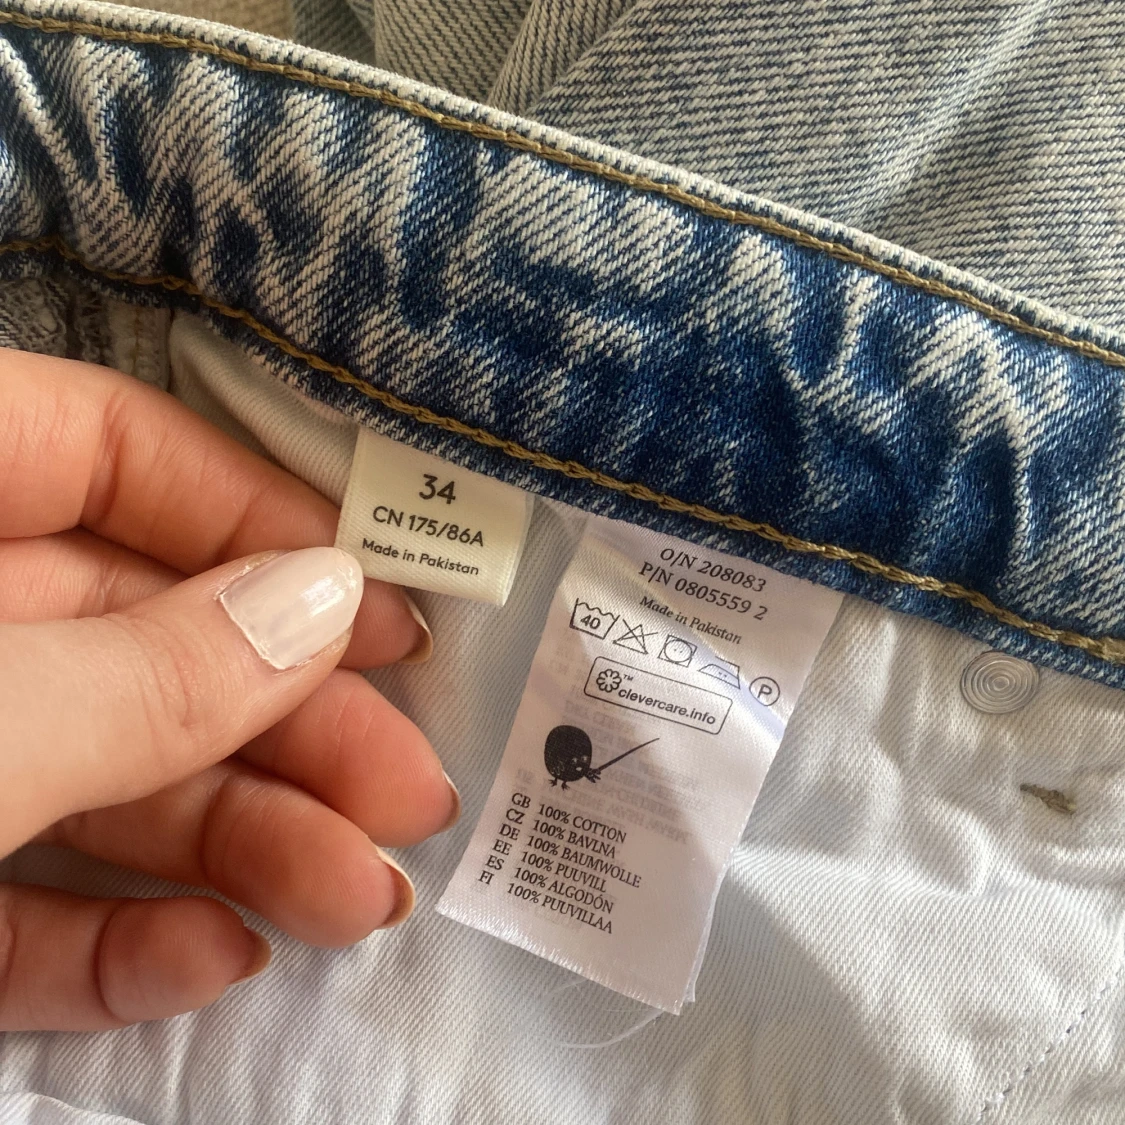 34
CN 175/86A
Made in Pakistan
O/N 208083
P/N 0805559 2
Made in Pakistan
40
P
™
clevercare.info
GB 100% COTTON
CZ 100% BAVLNA
DE 100% BAUMWOLLE
EE 100% PUUVILL
ES 100% ALGODÓN
FI 100% PUUVILLAA